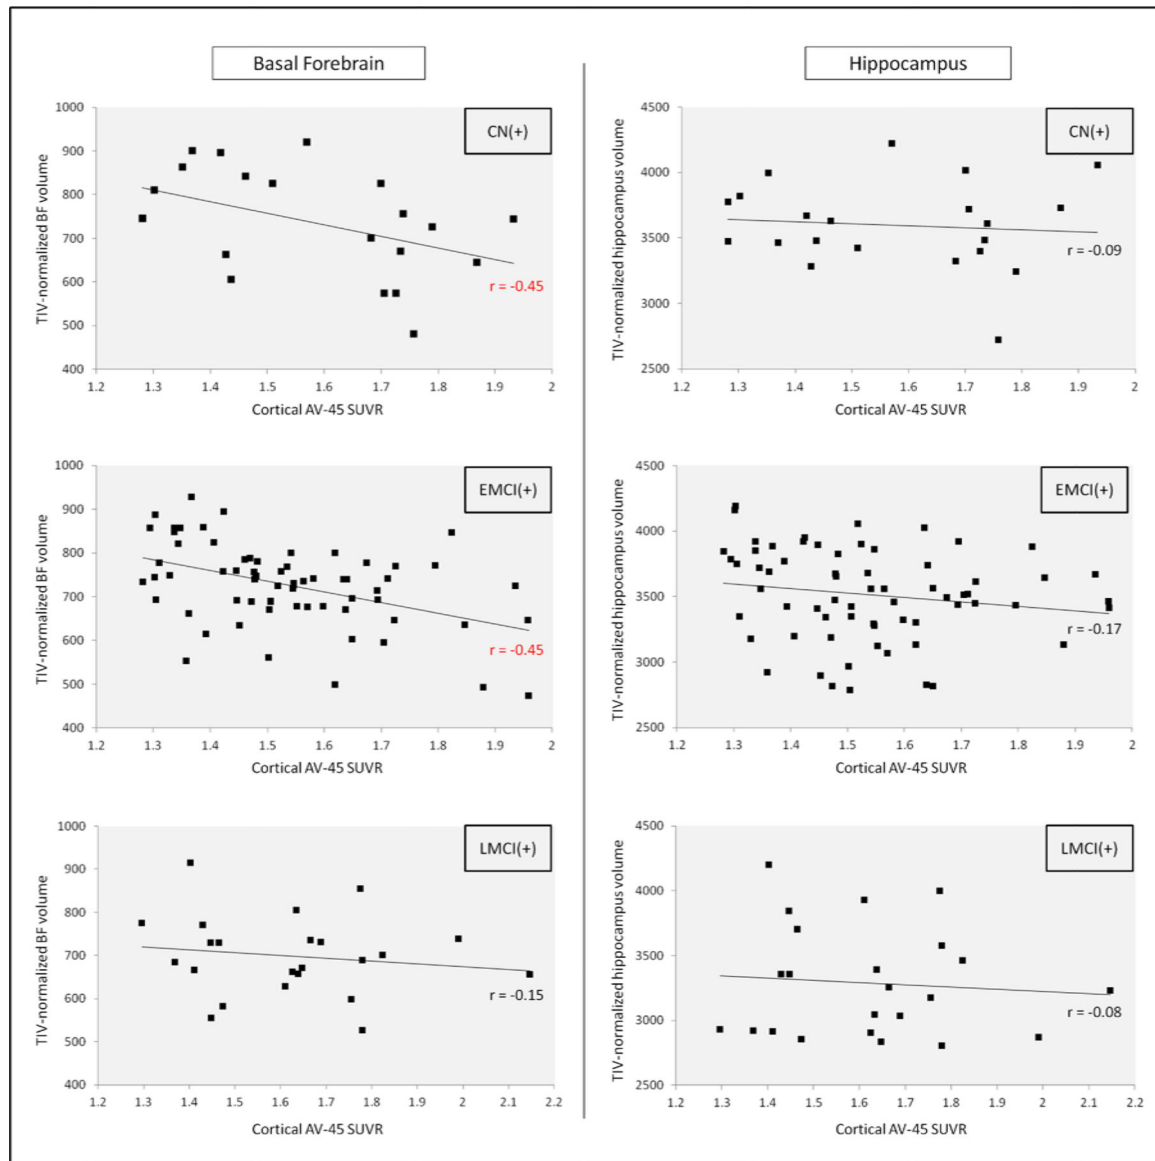 Basal Forebrain
Hippocampus
CN(+)
TIV-normalized BF volume
1000
900
800
700
600
500
400
r = -0.45
1.2 1.3 1.4 1.5 1.6 1.7 1.8 1.9 2
Cortical AV-45 SUVR
CN(+)
TIV-normalized hippocampus volume
4500
4000
3500
3000
2500
r = -0.09
1.2 1.3 1.4 1.5 1.6 1.7 1.8 1.9 2
Cortical AV-45 SUVR
EMCI(+)
TIV-normalized BF volume
1000
900
800
700
600
500
400
r = -0.45
1.2 1.3 1.4 1.5 1.6 1.7 1.8 1.9 2
Cortical AV-45 SUVR
EMCI(+)
TIV-normalized hippocampus volume
4500
4000
3500
3000
2500
r = -0.17
1.2 1.3 1.4 1.5 1.6 1.7 1.8 1.9 2
Cortical AV-45 SUVR
LMCI(+)
TIV-normalized BF volume
1000
900
800
700
600
500
400
r = -0.15
1.2 1.3 1.4 1.5 1.6 1.7 1.8 1.9 2 2.1 2.2
Cortical AV-45 SUVR
LMCI(+)
TIV-normalized hippocampus volume
4500
4000
3500
3000
2500
r = -0.08
1.2 1.3 1.4 1.5 1.6 1.7 1.8 1.9 2 2.1 2.2
Cortical AV-45 SUVR